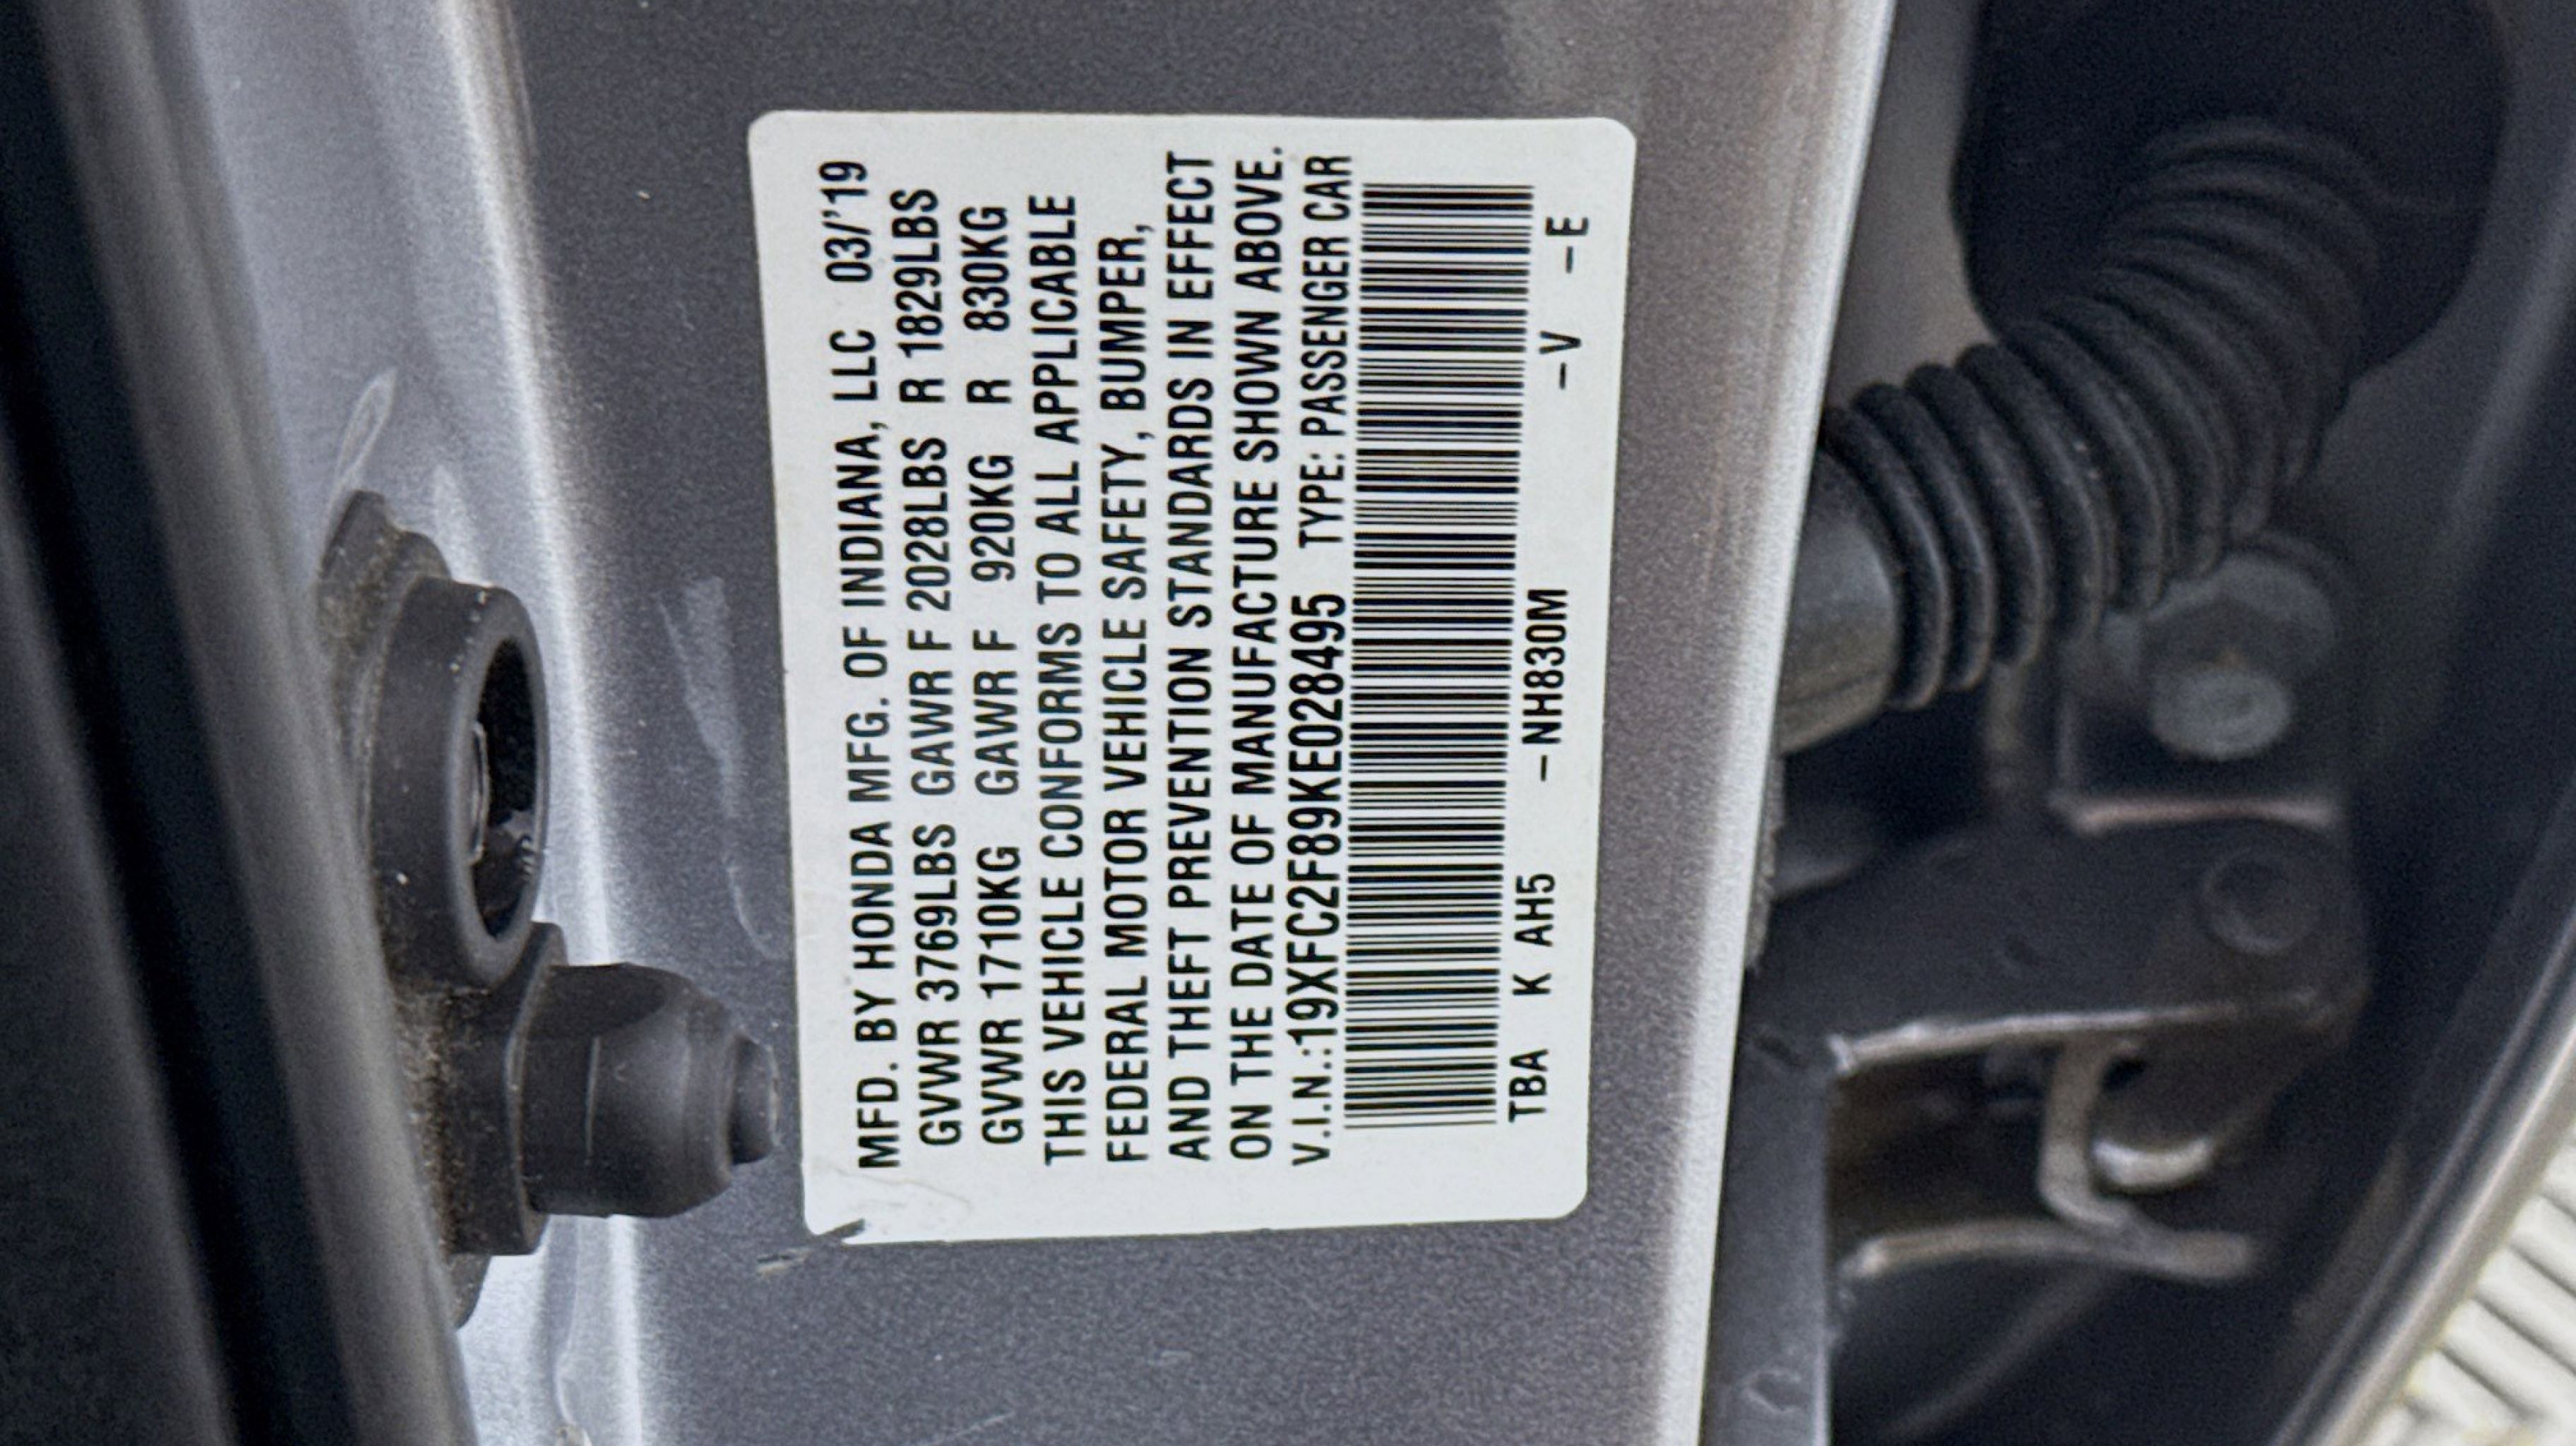 MFD. BY HONDA MFG. OF INDIANA, LLC 03/'19
GVWR 3769LBS GAWR F 2028LBS R 1829LBS
GVWR 1710KG GAWR F 920KG R 830KG
THIS VEHICLE CONFORMS TO ALL APPLICABLE
FEDERAL MOTOR VEHICLE SAFETY, BUMPER,
AND THEFT PREVENTION STANDARDS IN EFFECT
ON THE DATE OF MANUFACTURE SHOWN ABOVE.
V.I.N.:19XFC2F89KE028495 TYPE: PASSENGER CAR
TBA K AH5 –NH830M –V –E